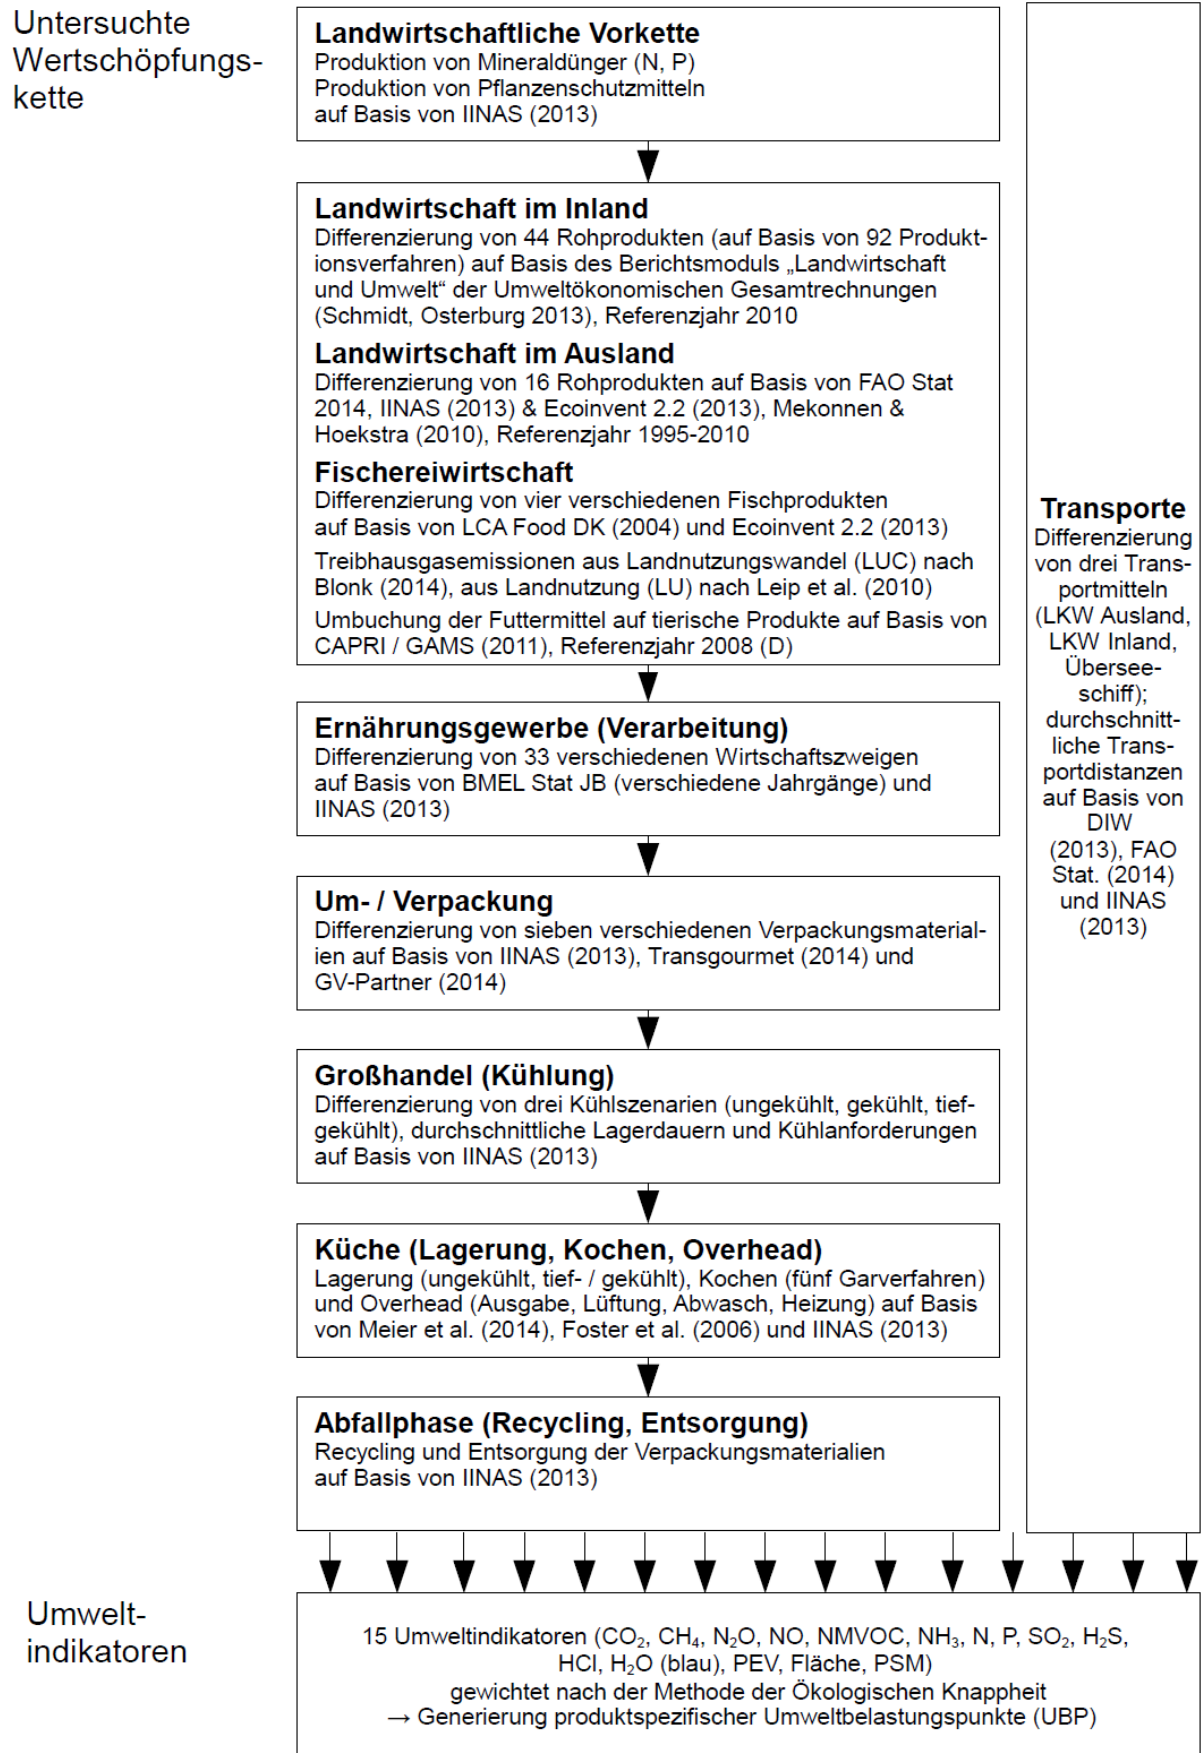 Untersuchte
Wertschöpfungs-
kette
Landwirtschaftliche Vorkette
Produktion von Mineraldünger (N, P)
Produktion von Pflanzenschutzmitteln
auf Basis von IINAS (2013)
Landwirtschaft im Inland
Differenzierung von 44 Rohprodukten (auf Basis von 92 Produkt-
ionsverfahren) auf Basis des Berichtsmoduls „Landwirtschaft
und Umwelt“ der Umweltökonomischen Gesamtrechnungen
(Schmidt, Osterburg 2013), Referenzjahr 2010
Landwirtschaft im Ausland
Differenzierung von 16 Rohprodukten auf Basis von FAO Stat
2014, IINAS (2013) & Ecoinvent 2.2 (2013), Mekonnen &
Hoekstra (2010), Referenzjahr 1995-2010
Fischereiwirtschaft
Differenzierung von vier verschiedenen Fischprodukten
auf Basis von LCA Food DK (2004) und Ecoinvent 2.2 (2013)
Treibhausgasemissionen aus Landnutzungswandel (LUC) nach
Blonk (2014), aus Landnutzung (LU) nach Leip et al. (2010)
Umbuchung der Futtermittel auf tierische Produkte auf Basis von
CAPRI / GAMS (2011), Referenzjahr 2008 (D)
Ernährungsgewerbe (Verarbeitung)
Differenzierung von 33 verschiedenen Wirtschaftszweigen
auf Basis von BMEL Stat JB (verschiedene Jahrgänge) und
IINAS (2013)
Um- / Verpackung
Differenzierung von sieben verschiedenen Verpackungsmaterial-
ien auf Basis von IINAS (2013), Transgourmet (2014) und
GV-Partner (2014)
Großhandel (Kühlung)
Differenzierung von drei Kühlszenarien (ungekühlt, gekühlt, tief-
gekühlt), durchschnittliche Lagerdauern und Kühlanforderungen
auf Basis von IINAS (2013)
Küche (Lagerung, Kochen, Overhead)
Lagerung (ungekühlt, tief- / gekühlt), Kochen (fünf Garverfahren)
und Overhead (Ausgabe, Lüftung, Abwasch, Heizung) auf Basis
von Meier et al. (2014), Foster et al. (2006) und IINAS (2013)
Abfallphase (Recycling, Entsorgung)
Recycling und Entsorgung der Verpackungsmaterialien
auf Basis von IINAS (2013)
Transporte
Differenzierung
von drei Trans-
portmitteln
(LKW Ausland,
LKW Inland,
Übersee-
schiff);
durchschnitt-
liche Trans-
portdistanzen
auf Basis von
DIW
(2013), FAO
Stat. (2014)
und IINAS
(2013)
Umwelt-
indikatoren
15 Umweltindikatoren (CO₂, CH₄, N₂O, NO, NMVOC, NH₃, N, P, SO₂, H₂S,
HCl, H₂O (blau), PEV, Fläche, PSM)
gewichtet nach der Methode der Ökologischen Knappheit
→ Generierung produktspezifischer Umweltbelastungspunkte (UBP)